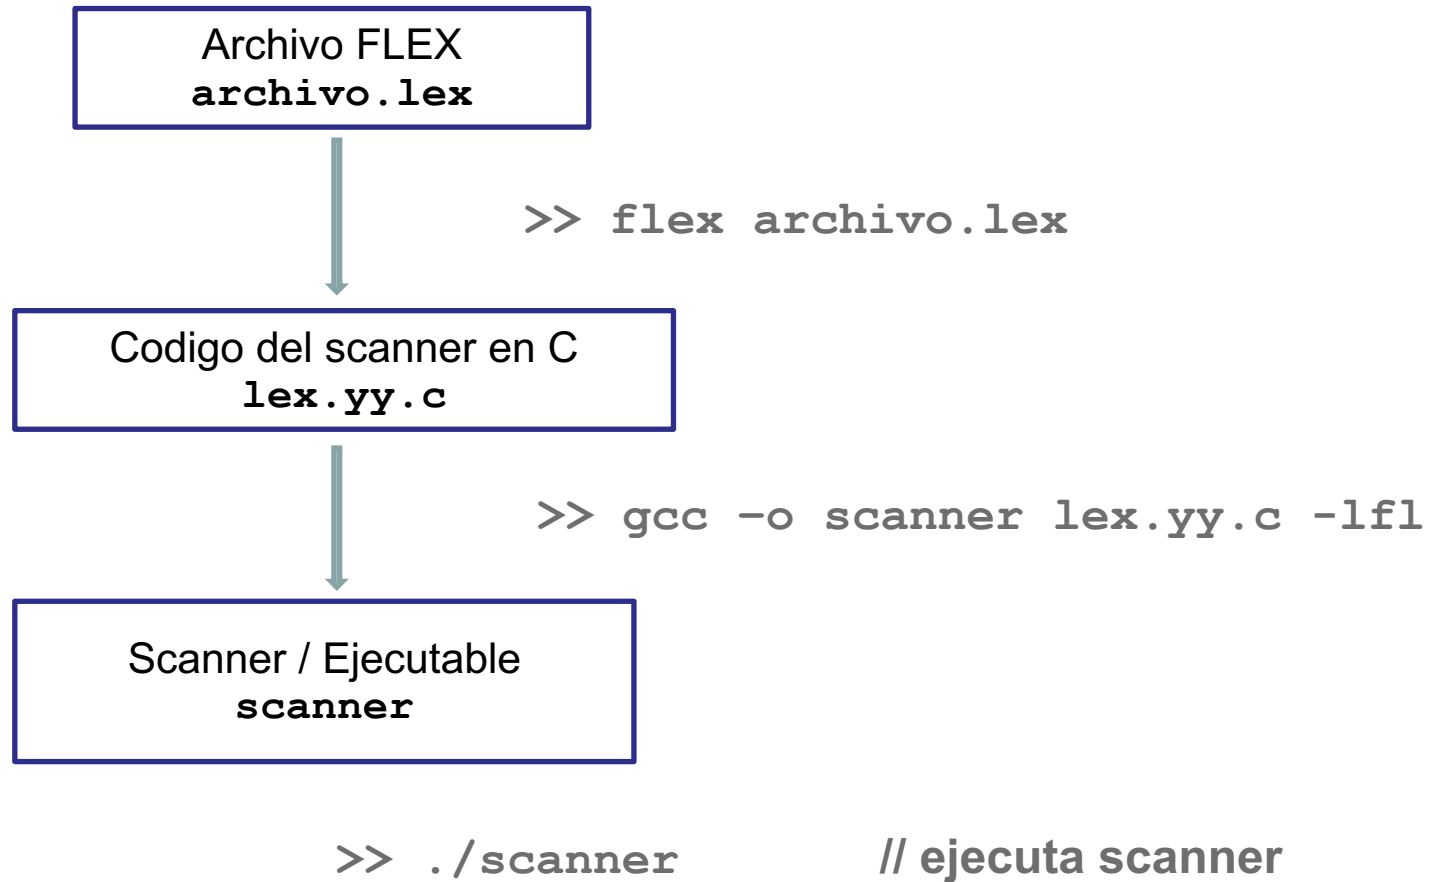 Archivo FLEX
archivo.lex
>> flex archivo.lex
Codigo del scanner en C
lex.yy.c
>> gcc –o scanner lex.yy.c -lfl
Scanner / Ejecutable
scanner
>> ./scanner // ejecuta scanner